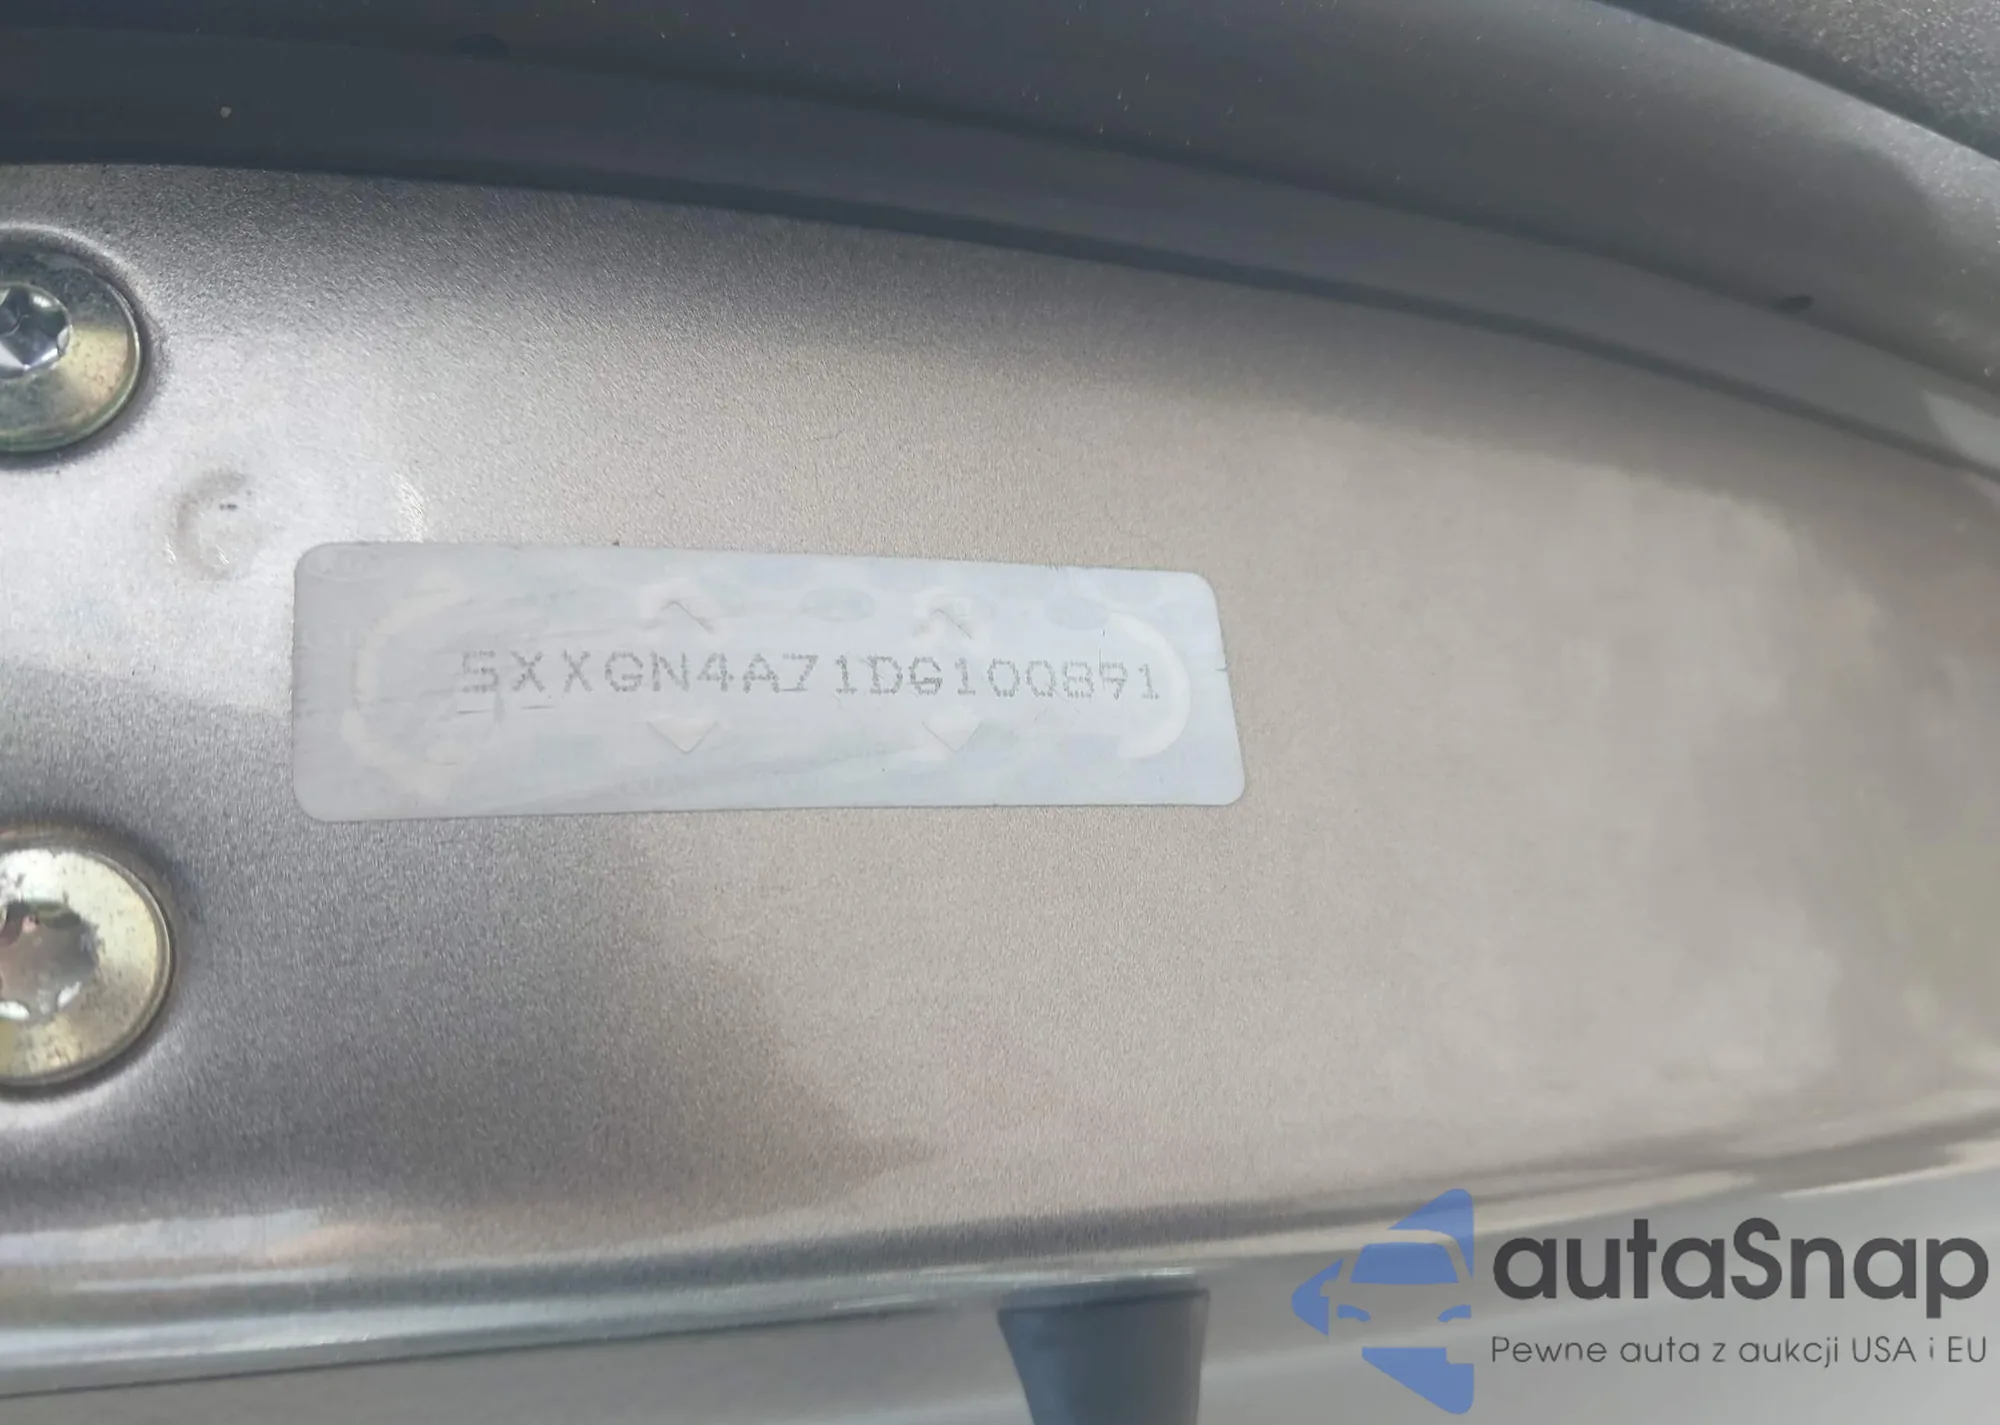 5XXGN4A71DG100891
autaSnap
Pewne auta z aukcji USA i EU